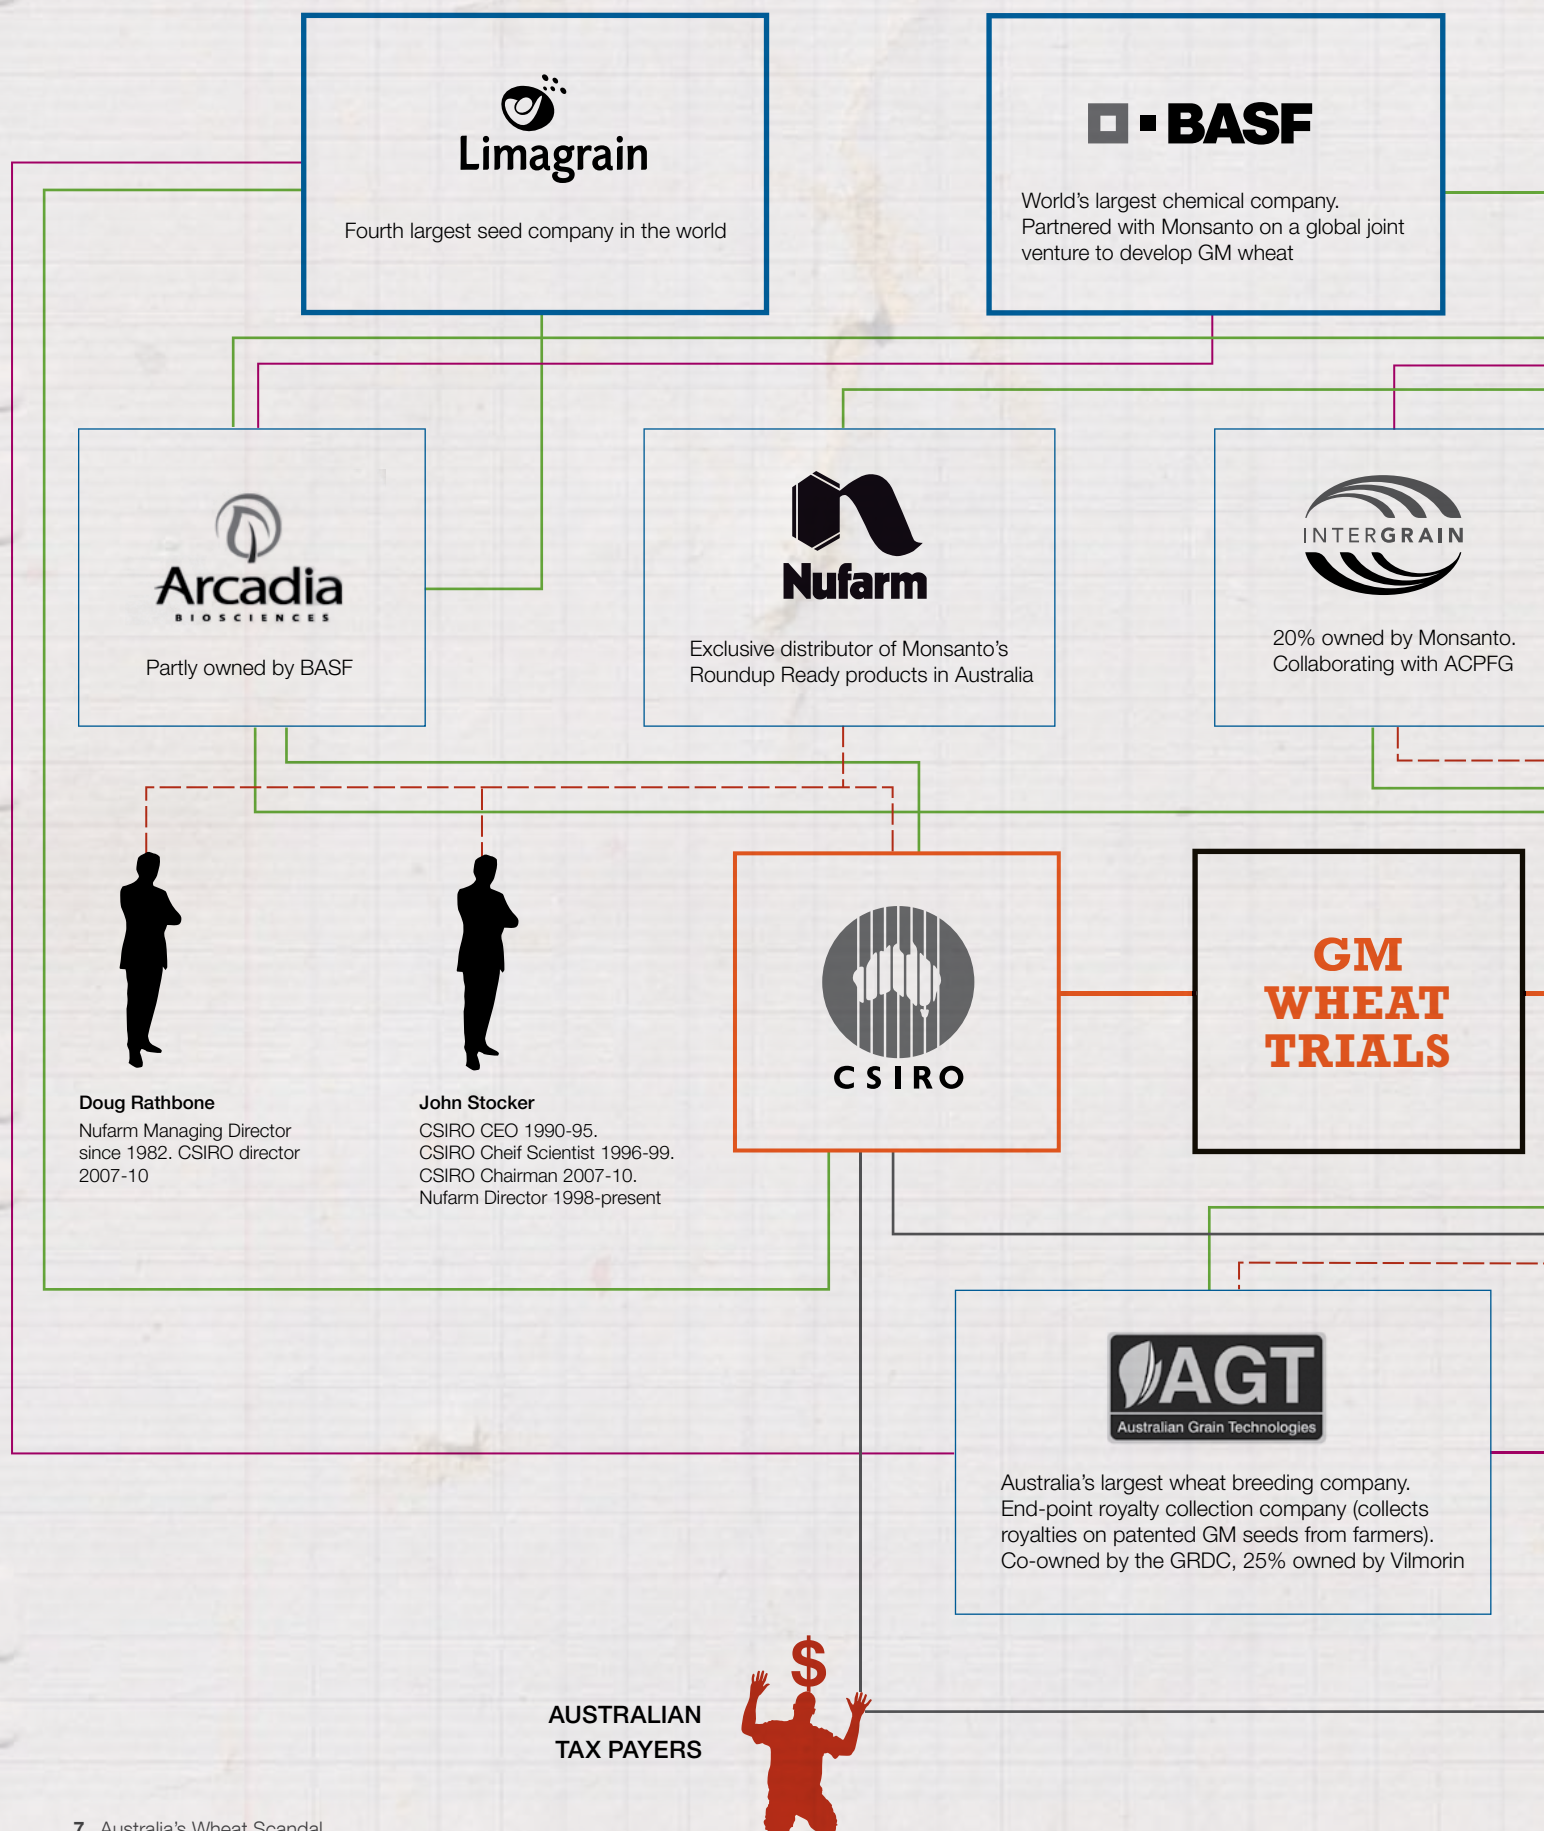 Limagrain
Fourth largest seed company in the world
BASF
World's largest chemical company.
Partnered with Monsanto on a global joint
venture to develop GM wheat
Arcadia
BIOSCIENCES
Partly owned by BASF
Nufarm
Exclusive distributor of Monsanto's
Roundup Ready products in Australia
INTERGRAIN
20% owned by Monsanto.
Collaborating with ACPFG
Doug Rathbone
Nufarm Managing Director
since 1982. CSIRO director
2007-10
John Stocker
CSIRO CEO 1990-95.
CSIRO Cheif Scientist 1996-99.
CSIRO Chairman 2007-10.
Nufarm Director 1998-present
CSIRO
GM
WHEAT
TRIALS
AGT
Australian Grain Technologies
Australia's largest wheat breeding company.
End-point royalty collection company (collects
royalties on patented GM seeds from farmers).
Co-owned by the GRDC, 25% owned by Vilmorin
$
AUSTRALIAN
TAX PAYERS
7 Australia's Wheat Scandal